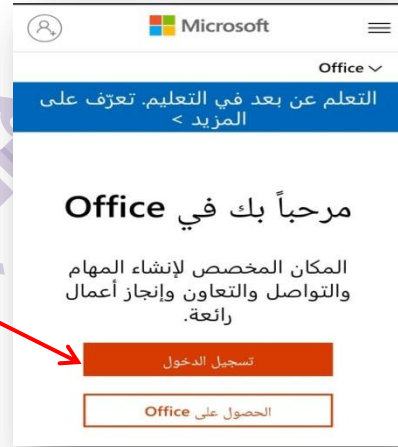 Microsoft
Office
التعلم عن بعد في التعليم. تعرّف على
المزيد >
مرحباً بك في Office
المكان المخصص لإنشاء المهام
والتواصل والتعاون وإنجاز أعمال
رائعة.
تسجيل الدخول
الحصول على Office